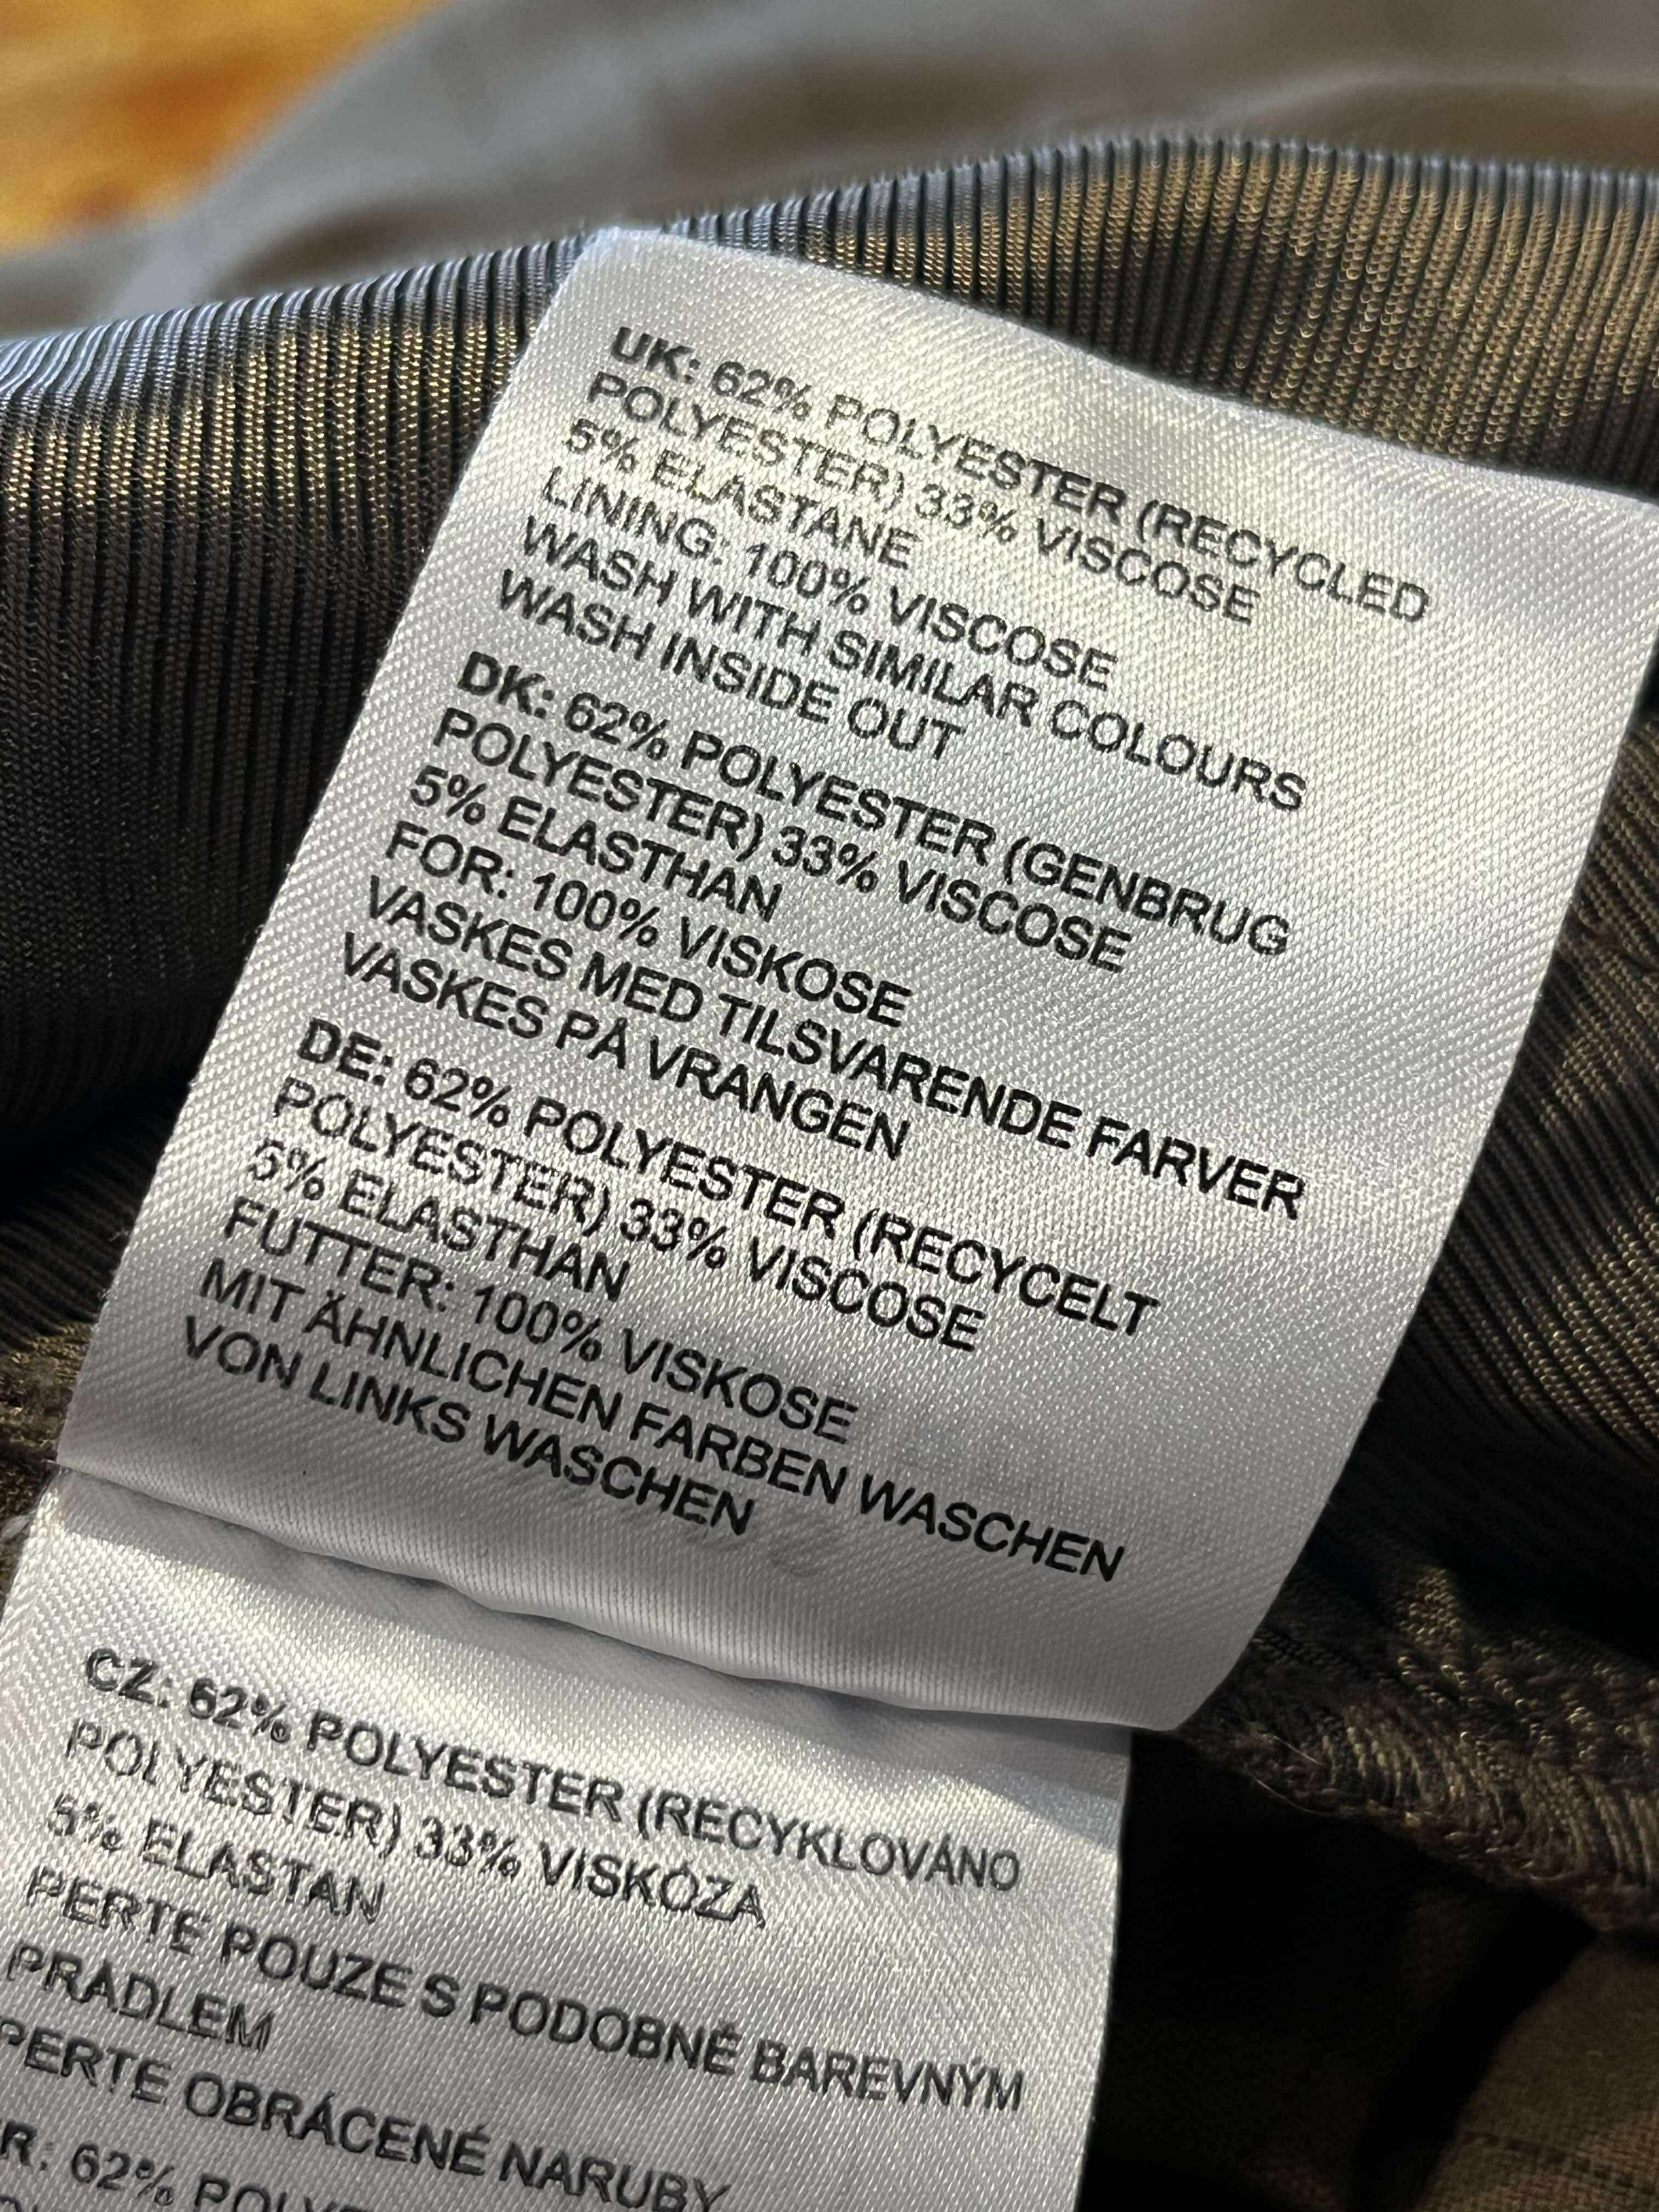 UK: 62% POLYESTER (RECYCLED
POLYESTER) 33% VISCOSE
5% ELASTANE
LINING: 100% VISCOSE
WASH WITH SIMILAR COLOURS
WASH INSIDE OUT
DK: 62% POLYESTER (GENBRUG
POLYESTER) 33% VISCOSE
5% ELASTHAN
FOR: 100% VISKOSE
VASKES MED TILSVARENDE FARVER
VASKES PÅ VRANGEN
DE: 62% POLYESTER (RECYCELT
POLYESTER) 33% VISCOSE
5% ELASTHAN
FUTTER: 100% VISKOSE
MIT ÄHNLICHEN FARBEN WASCHEN
VON LINKS WASCHEN
CZ: 62% POLYESTER (RECYKLOVÁNO
POLYESTER) 33% VISKÓZA
5% ELASTAN
PERTE POUZE S PODOBNĚ BAREVNÝM
PRADLEM
PERTE OBRÁCENÉ NARUBY
62%